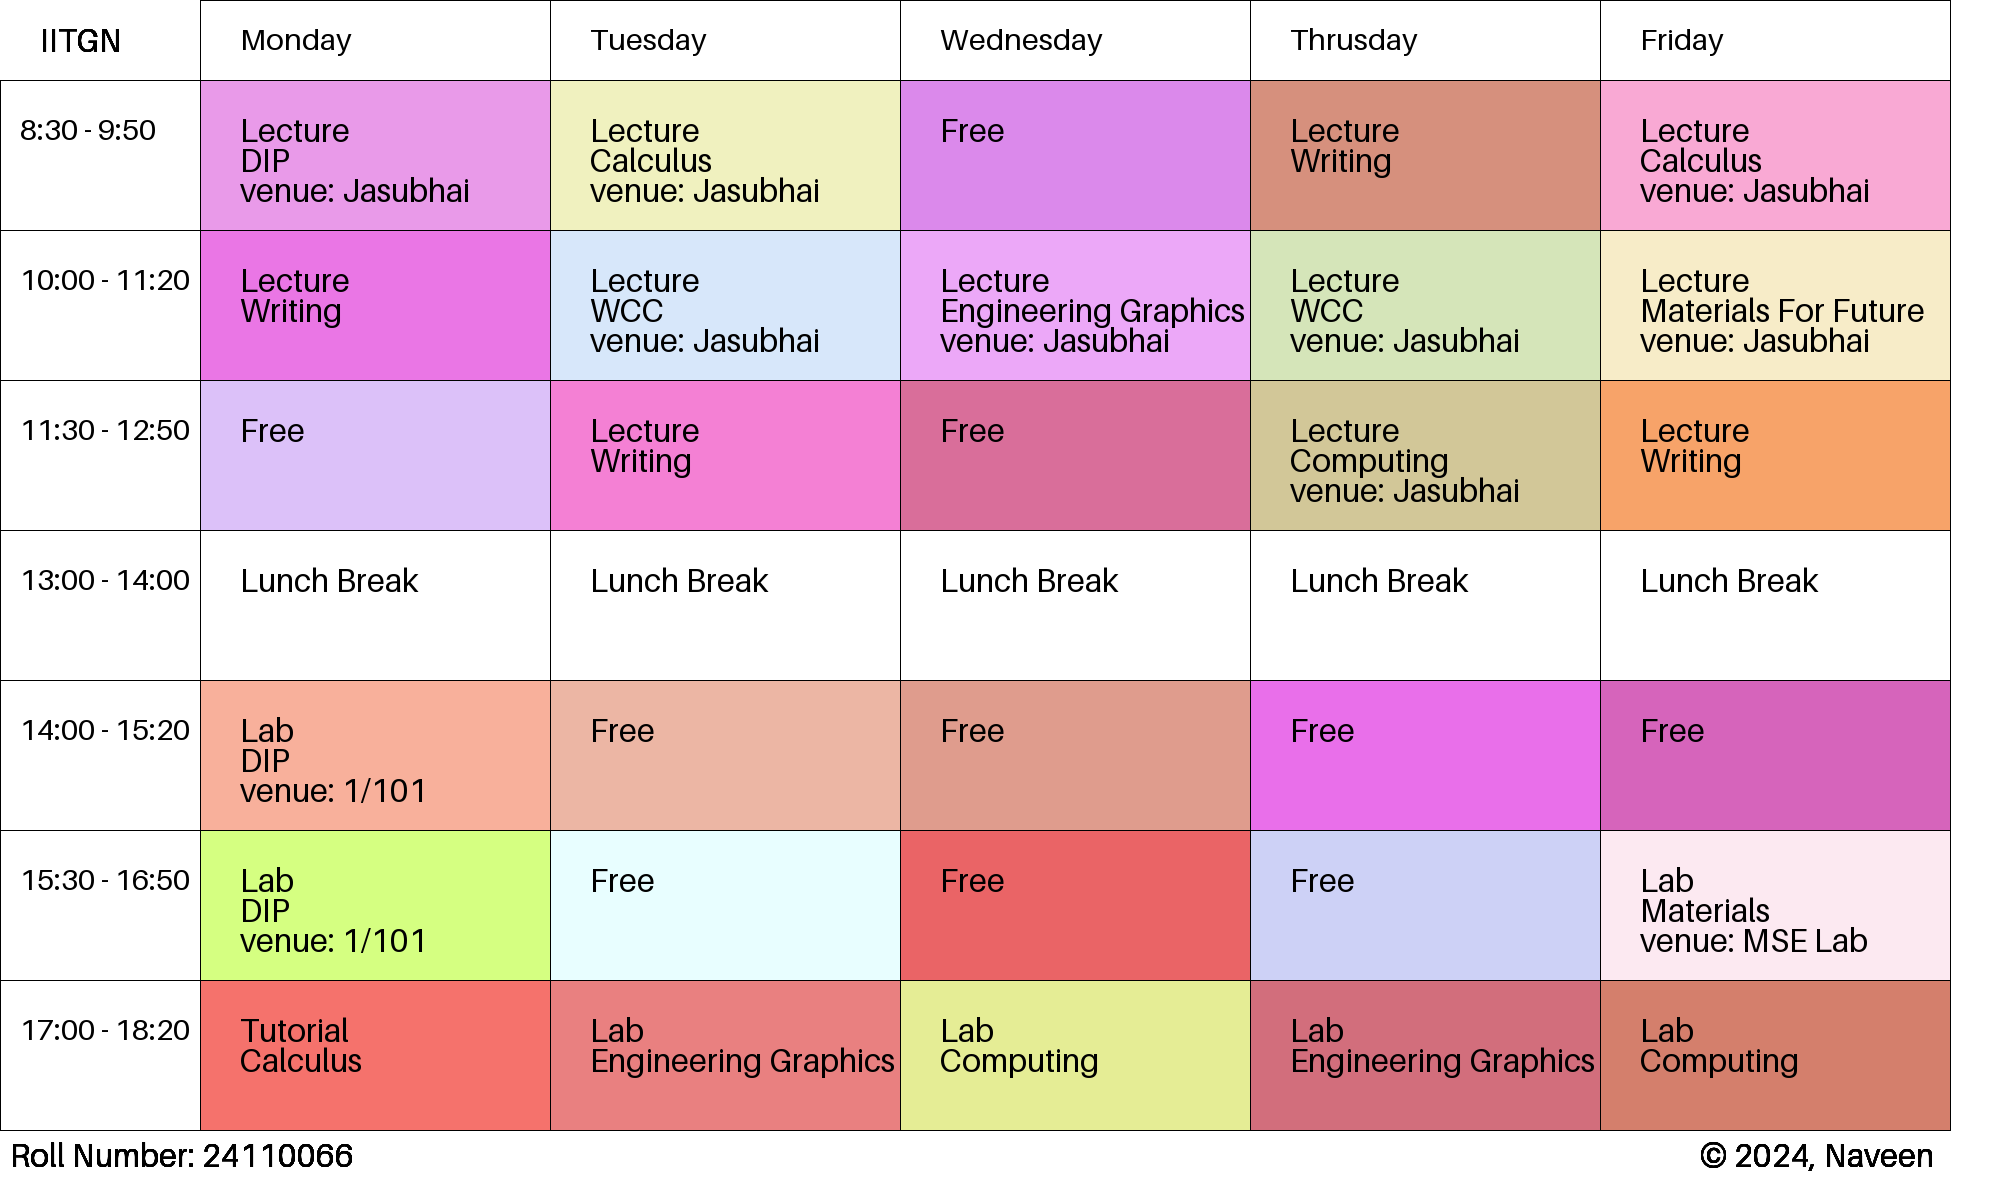 IITGN Monday Tuesday Wednesday Thrusday Friday
8:30 - 9:50
Lecture
DIP
venue: Jasubhai
Lecture
Calculus
venue: Jasubhai
Free
Lecture
Writing
Lecture
Calculus
venue: Jasubhai
10:00 - 11:20
Lecture
Writing
Lecture
WCC
venue: Jasubhai
Lecture
Engineering Graphics
venue: Jasubhai
Lecture
WCC
venue: Jasubhai
Lecture
Materials For Future
venue: Jasubhai
11:30 - 12:50
Free
Lecture
Writing
Free
Lecture
Computing
venue: Jasubhai
Lecture
Writing
13:00 - 14:00
Lunch Break
Lunch Break
Lunch Break
Lunch Break
Lunch Break
14:00 - 15:20
Lab
DIP
venue: 1/101
Free
Free
Free
Free
15:30 - 16:50
Lab
DIP
venue: 1/101
Free
Free
Free
Lab
Materials
venue: MSE Lab
17:00 - 18:20
Tutorial
Calculus
Lab
Engineering Graphics
Lab
Computing
Lab
Engineering Graphics
Lab
Computing
Roll Number: 24110066
© 2024, Naveen